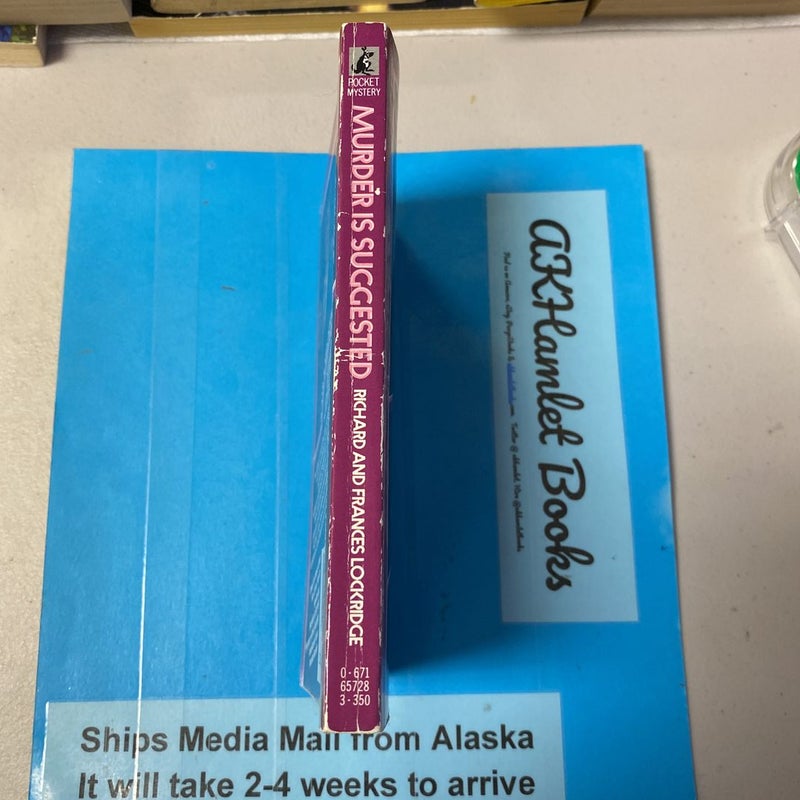 POCKET
MYSTERY
MURDER IS SUGGESTED
RICHARD AND FRANCES LOCKRIDGE
0-671
65728
3-350
AKHamlet Books
Ships Media Mail from Alaska
It will take 2-4 weeks to arrive